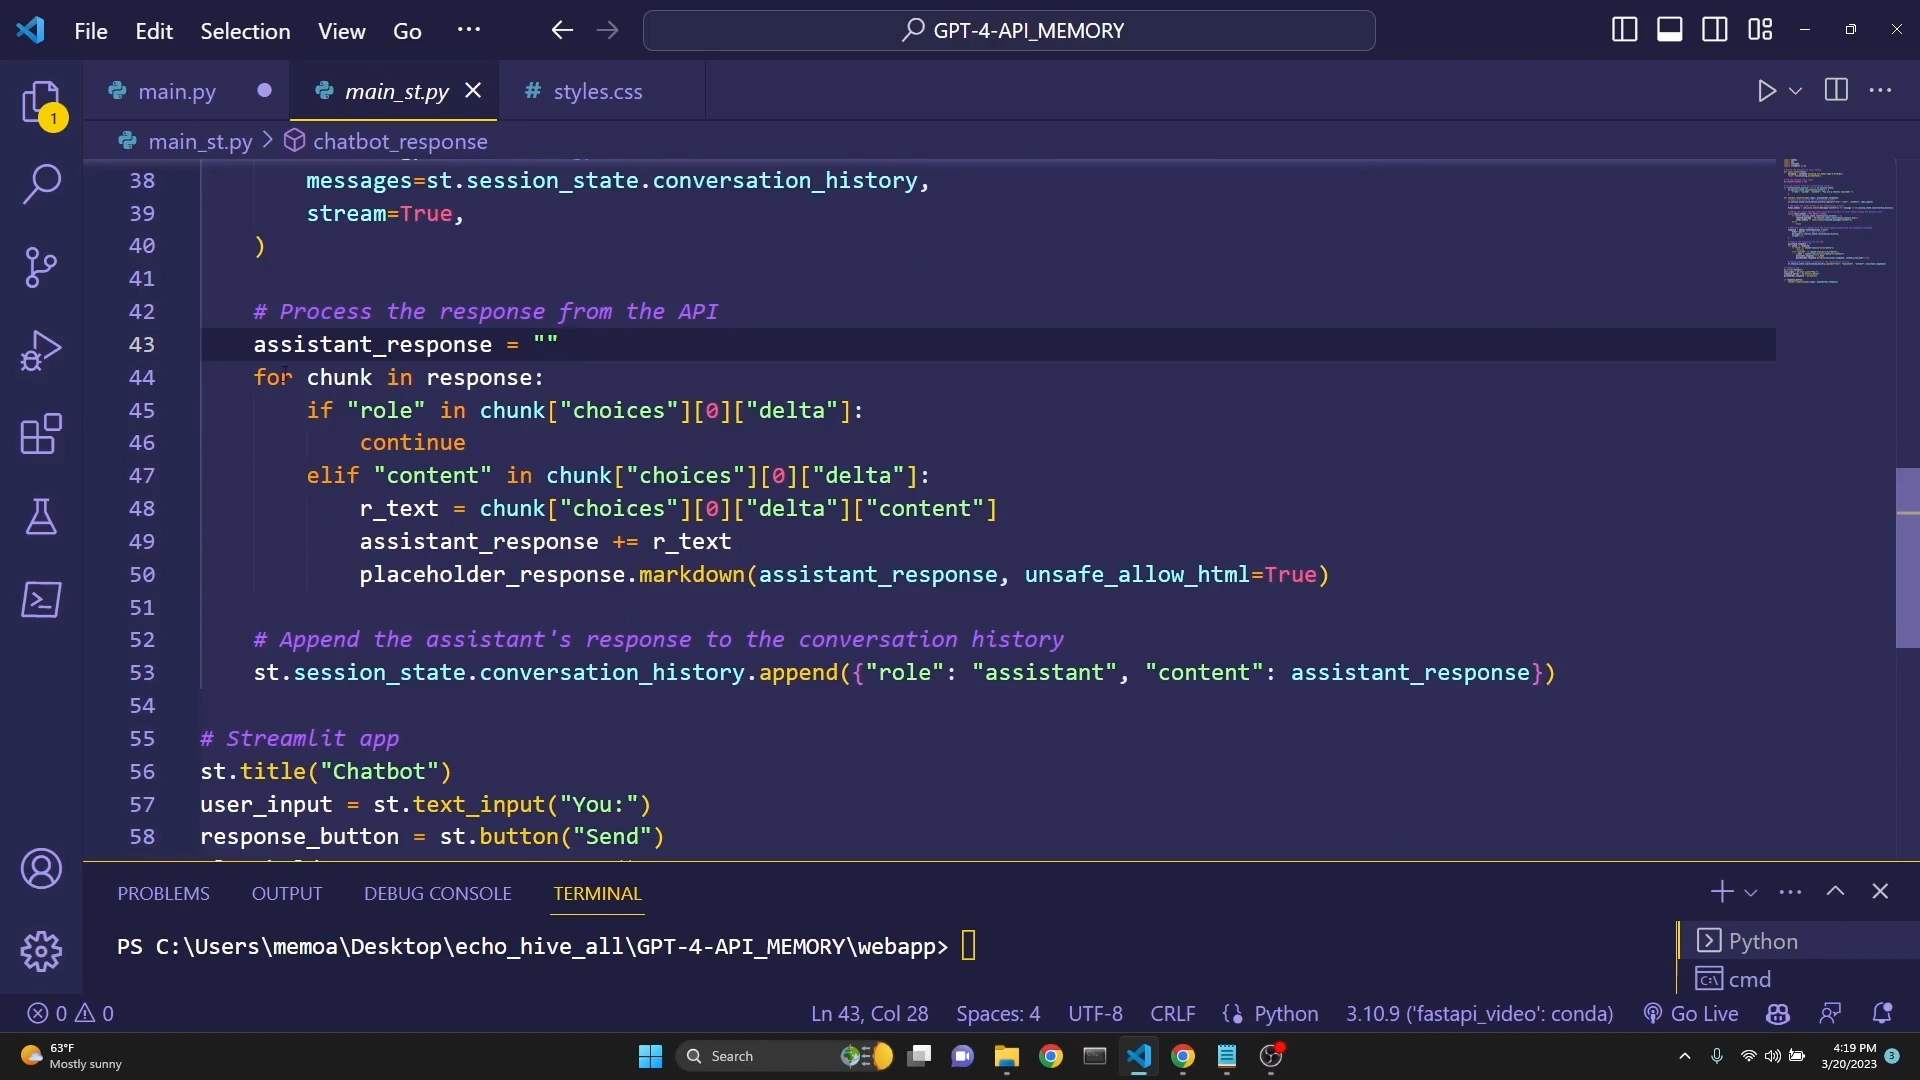 File Edit Selection View Go ··· GPT-4-API_MEMORY
main.py main_st.py # styles.css
1
main_st.py > chatbot_response
38 messages=st.session_state.conversation_history,
39 stream=True,
40 )
41
42 # Process the response from the API
43 assistant_response = ""
44 for chunk in response:
45 if "role" in chunk["choices"][0]["delta"]:
46 continue
47 elif "content" in chunk["choices"][0]["delta"]:
48 r_text = chunk["choices"][0]["delta"]["content"]
49 assistant_response += r_text
50 placeholder_response.markdown(assistant_response, unsafe_allow_html=True)
51
52 # Append the assistant's response to the conversation history
53 st.session_state.conversation_history.append({"role": "assistant", "content": assistant_response})
54
55 # Streamlit app
56 st.title("Chatbot")
57 user_input = st.text_input("You:")
58 response_button = st.button("Send")
PROBLEMS OUTPUT DEBUG CONSOLE TERMINAL
PS C:\Users\memoa\Desktop\echo_hive_all\GPT-4-API_MEMORY\webapp>
Python
cmd
0 0 Ln 43, Col 28 Spaces: 4 UTF-8 CRLF Python 3.10.9 ('fastapi_video': conda) Go Live
63°F
Mostly sunny
Search
4:19 PM
3/20/2023
3